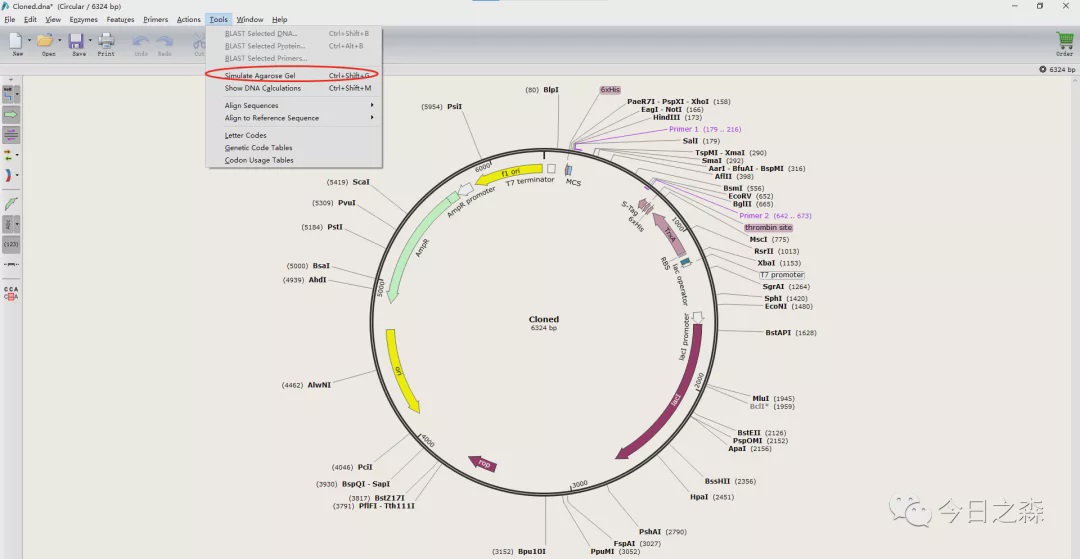 Cloned.dna* (Circular / 6324 bp)
File Edit View Enzymes Features Primers Actions Tools Window Help
New Open Save Print Undo Redo Cu Order
BLAST Selected DNA... Ctrl+Shift+B
BLAST Selected Protein... Ctrl+Alt+B
BLAST Selected Primers...
Simulate Agarose Gel Ctrl+Shift+G
Show DNA Calculations Ctrl+Shift+M
Align Sequences
Align to Reference Sequence
Letter Codes
Genetic Code Tables
Codon Usage Tables
6324 bp
(80) BlpI
6xHis
PaeR7I - PspXI - XhoI (158)
EagI - NotI (166)
HindIII (173)
Primer 1 (179 .. 216)
SalI (179)
TspMI - XmaI (290)
SmaI (292)
AarI - BfuAI - BspMI (316)
AflII (398)
BsmI (556)
EcoRV (652)
BglII (665)
Primer 2 (642 .. 673)
thrombin site
MscI (775)
RsrII (1013)
XbaI (1153)
T7 promoter
SgrAI (1264)
SphI (1420)
EcoNI (1480)
BstAPI (1628)
MluI (1945)
BclI* (1959)
BstEII (2126)
PspOMI (2152)
ApaI (2156)
BssHII (2356)
HpaI (2451)
PshAI (2790)
FspAI (3027)
PpuMI (3052)
(3152) Bpu10I
(3791) PflFI - Tth111I
(3817) BstZ17I
(3930) BspQI - SapI
(4046) PciI
(4462) AlwNI
(4939) AhdI
(5000) BsaI
(5184) PstI
(5309) PvuI
(5419) ScaI
(5954) PsiI
6000
f1 ori
T7 terminator
MCS
AmpR promoter
AmpR
5000
ori
4000
rop
3000
lacI
2000
lacI promoter
lac operator
RBS
TrxA
1000
S-Tag
6xHis
Cloned
6324 bp
(123)
C C A
今日之森